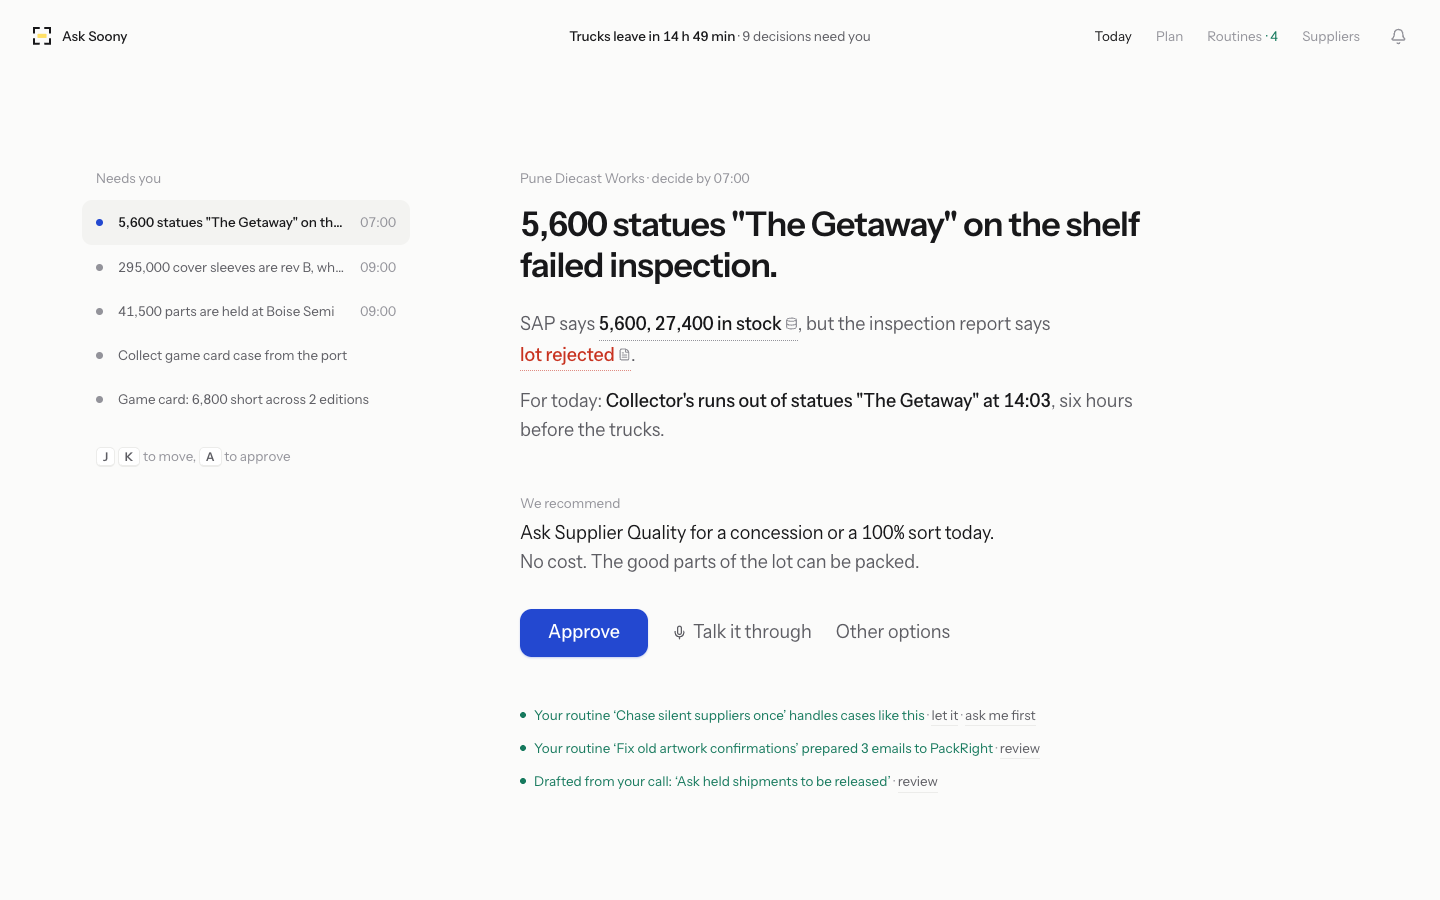 Ask Soony
Trucks leave in 14 h 49 min · 9 decisions need you
Today
Plan
Routines · 4
Suppliers
Needs you
5,600 statues "The Getaway" on th... 07:00
295,000 cover sleeves are rev B, wh... 09:00
41,500 parts are held at Boise Semi 09:00
Collect game card case from the port
Game card: 6,800 short across 2 editions
J K to move, A to approve
Pune Diecast Works · decide by 07:00
5,600 statues "The Getaway" on the shelf
failed inspection.
SAP says 5,600, 27,400 in stock, but the inspection report says
lot rejected.
For today: Collector's runs out of statues "The Getaway" at 14:03, six hours
before the trucks.
We recommend
Ask Supplier Quality for a concession or a 100% sort today.
No cost. The good parts of the lot can be packed.
Approve
Talk it through
Other options
Your routine ‘Chase silent suppliers once’ handles cases like this · let it · ask me first
Your routine ‘Fix old artwork confirmations’ prepared 3 emails to PackRight · review
Drafted from your call: ‘Ask held shipments to be released’ · review